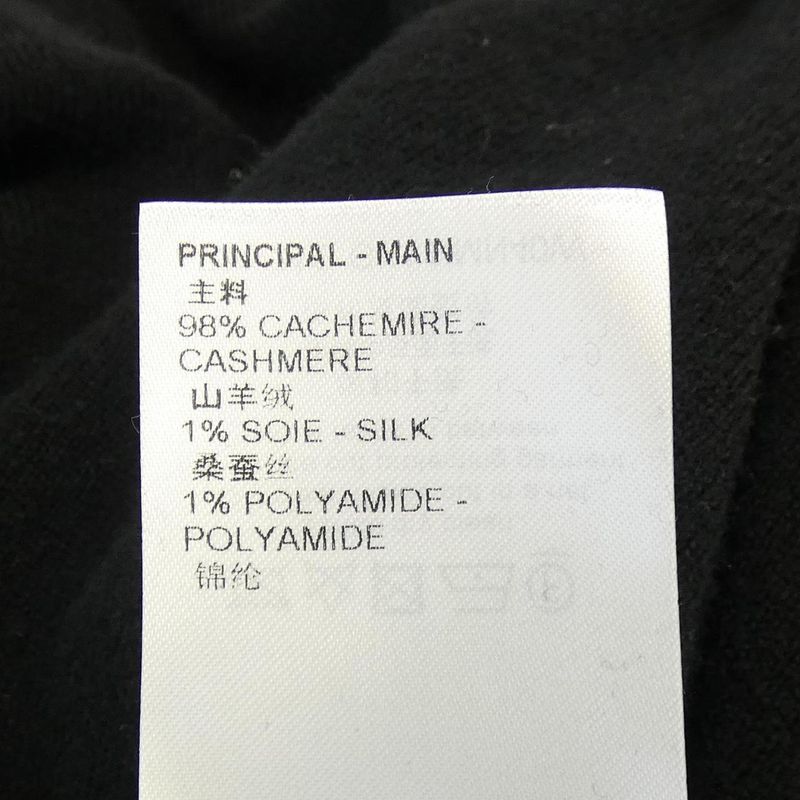 PRINCIPAL - MAIN
主料
98% CACHEMIRE -
CASHMERE
山羊绒
1% SOIE - SILK
桑蚕丝
1% POLYAMIDE -
POLYAMIDE
锦纶